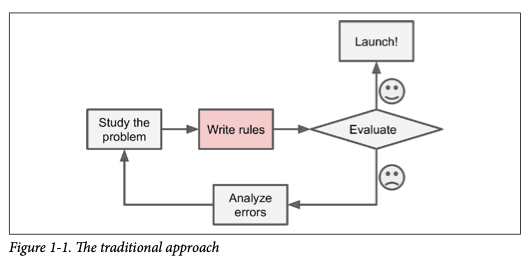 Launch!
Study the
problem
Write rules
Evaluate
Analyze
errors
Figure 1-1. The traditional approach